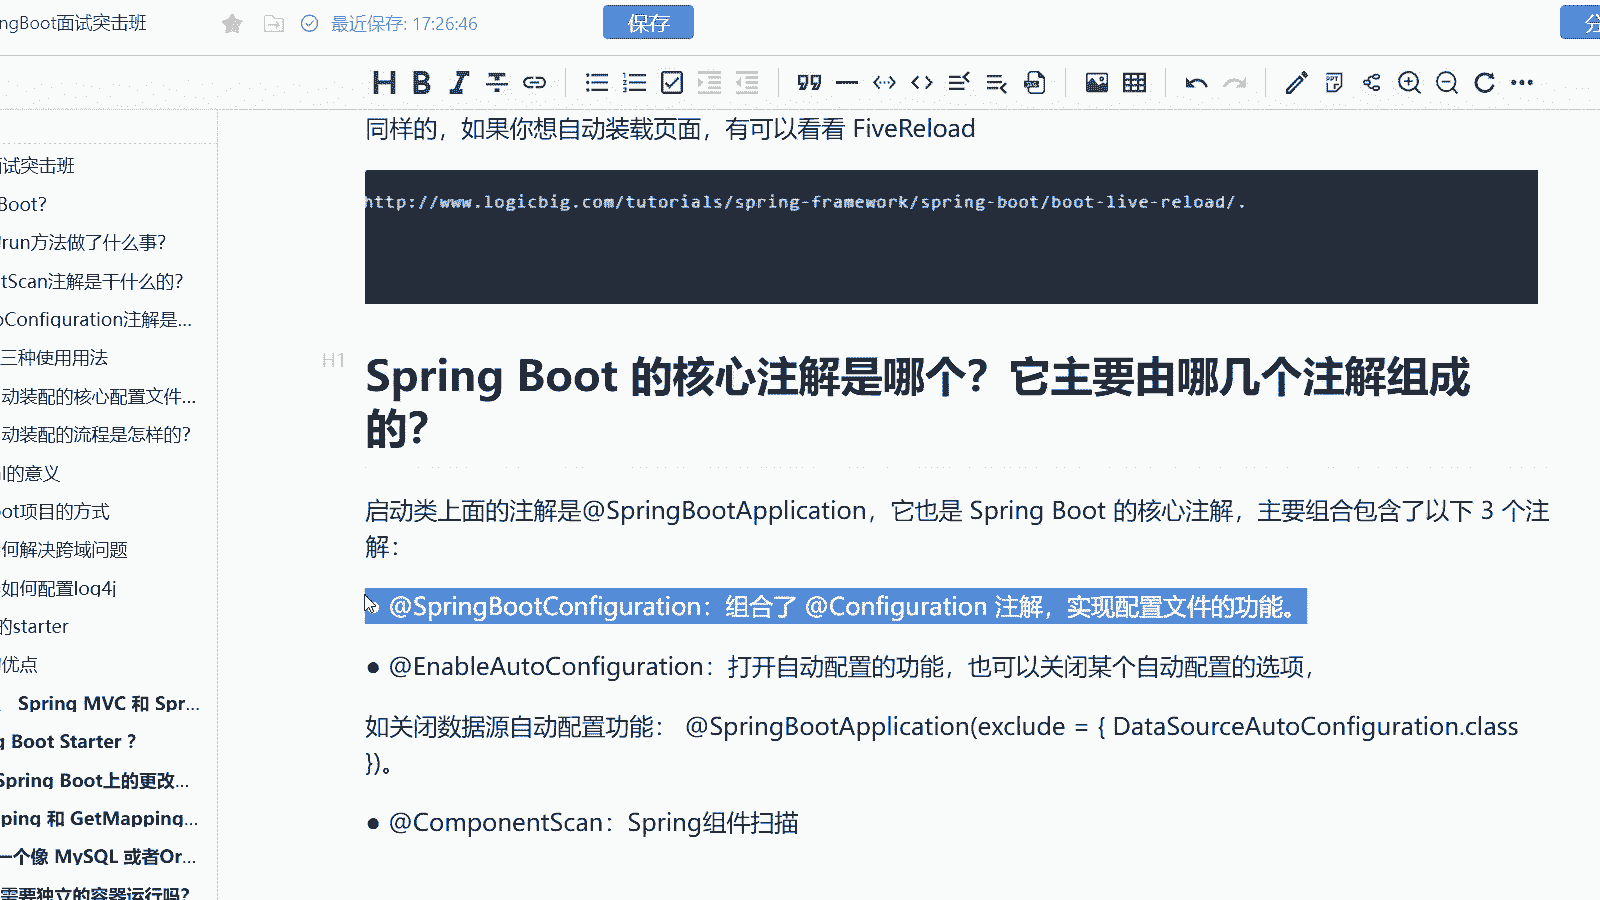 ngBoot面试突击班
最近保存: 17:26:46
保存
分
H B I
同样的，如果你想自动装载页面，有可以看看 FiveReload
http://www.logicbig.com/tutorials/spring-framework/spring-boot/boot-live-reload/.
H1
Spring Boot 的核心注解是哪个？它主要由哪几个注解组成
的？
启动类上面的注解是@SpringBootApplication，它也是 Spring Boot 的核心注解，主要组合包含了以下 3 个注
解：
● @SpringBootConfiguration：组合了 @Configuration 注解，实现配置文件的功能。
● @EnableAutoConfiguration：打开自动配置的功能，也可以关闭某个自动配置的选项，
如关闭数据源自动配置功能： @SpringBootApplication(exclude = { DataSourceAutoConfiguration.class
})。
● @ComponentScan：Spring组件扫描
试突击班
Boot?
run方法做了什么事?
tScan注解是干什么的?
oConfiguration注解是...
三种使用用法
动装配的核心配置文件...
动装配的流程是怎样的?
的意义
ot项目的方式
何解决跨域问题
如何配置log4j
的starter
优点
Spring MVC 和 Spr...
g Boot Starter ?
Spring Boot上的更改...
ping 和 GetMapping...
一个像 MySQL 或者Or...
需要独立的容器运行吗?